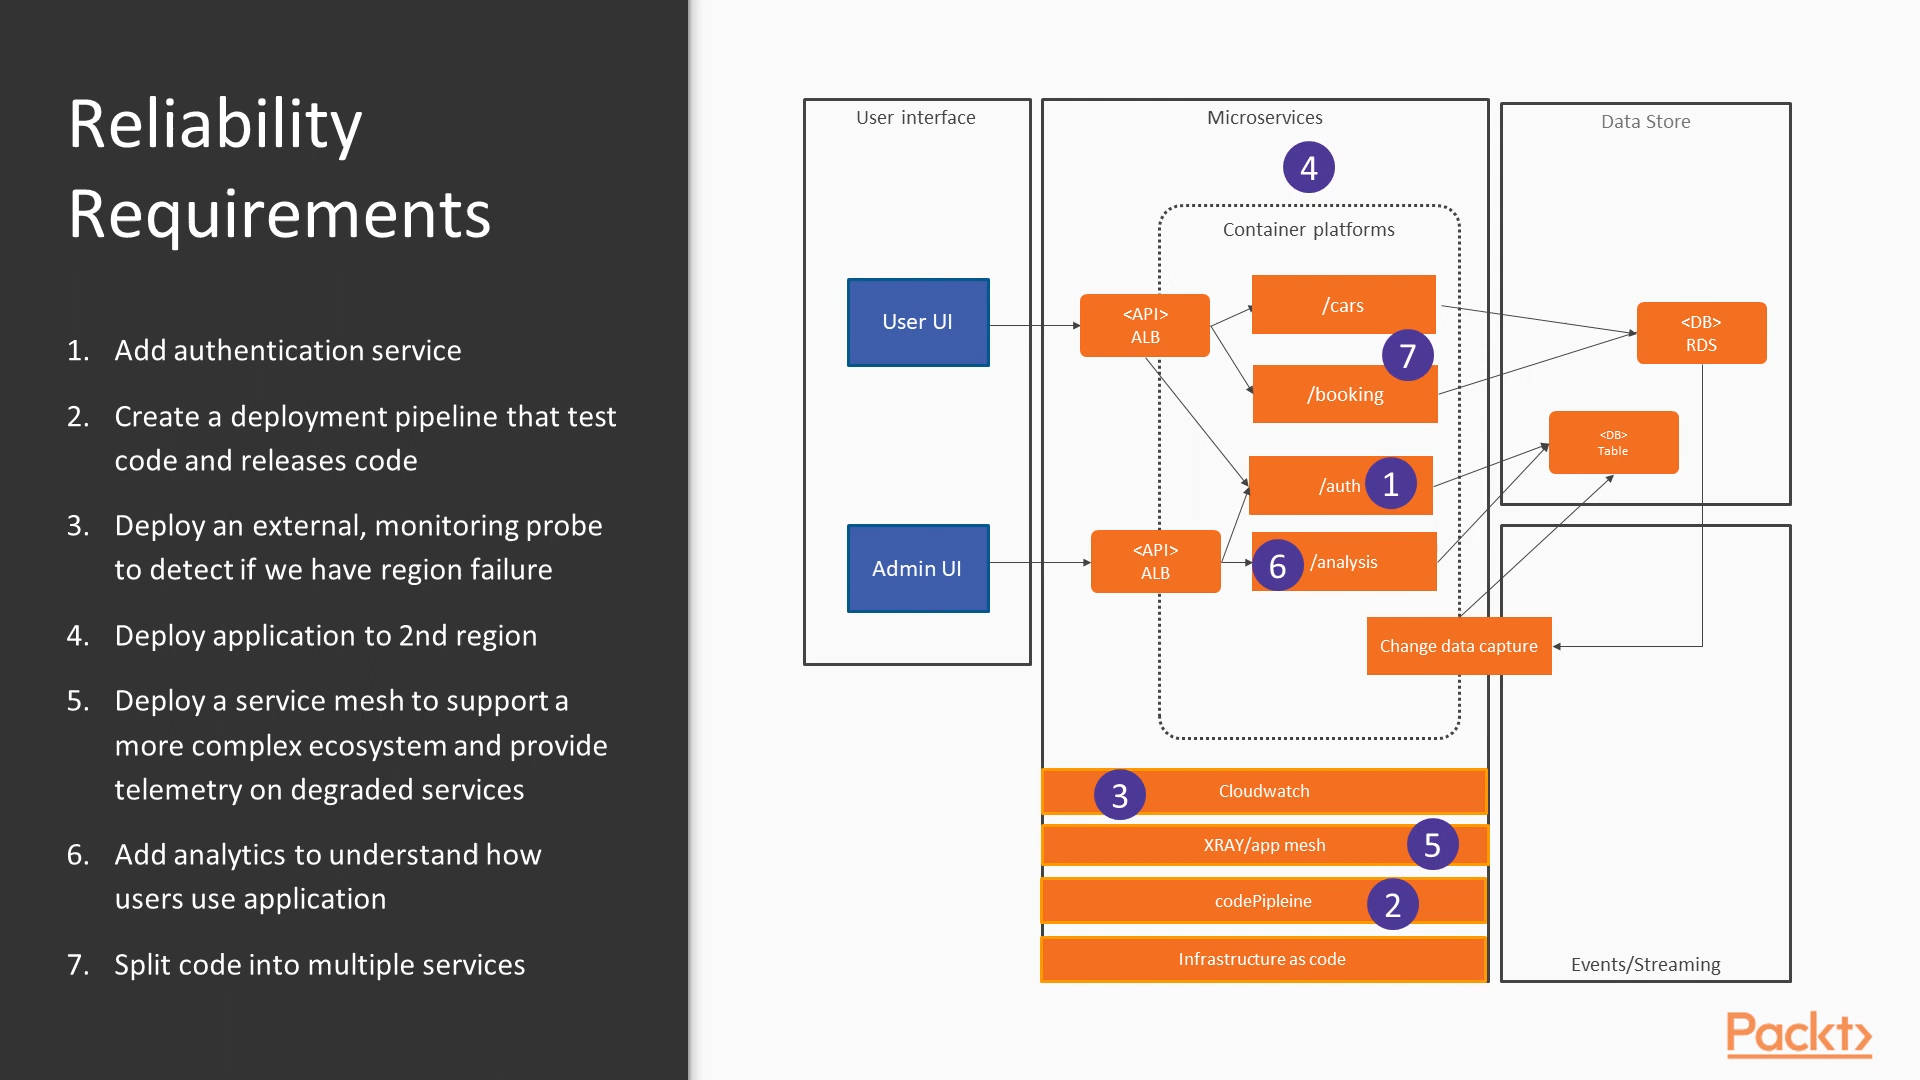 Reliability
Requirements
1. Add authentication service
2. Create a deployment pipeline that test
code and releases code
3. Deploy an external, monitoring probe
to detect if we have region failure
4. Deploy application to 2nd region
5. Deploy a service mesh to support a
more complex ecosystem and provide
telemetry on degraded services
6. Add analytics to understand how
users use application
7. Split code into multiple services
User interface
User UI
Admin UI
Microservices
4
Container platforms
<API>
ALB
/cars
7
/booking
/auth
1
<API>
ALB
6
/analysis
Change data capture
3
Cloudwatch
XRAY/app mesh
5
codePipleine
2
Infrastructure as code
Data Store
<DB>
RDS
<DB>
Table
Events/Streaming
Packt>